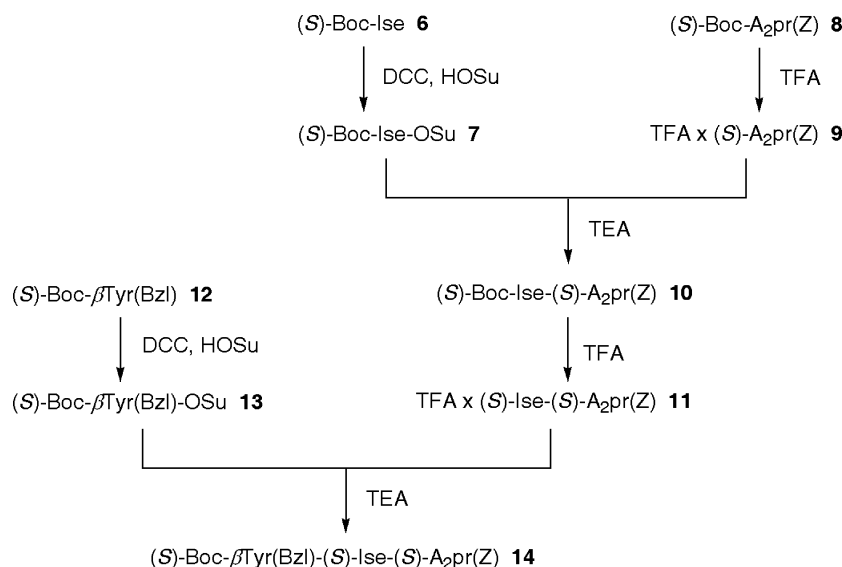 (S)-Boc-Ise 6
(S)-Boc-A2pr(Z) 8
DCC, HOSu
TFA
(S)-Boc-Ise-OSu 7
TFA x (S)-A2pr(Z) 9
TEA
(S)-Boc-βTyr(Bzl) 12
(S)-Boc-Ise-(S)-A2pr(Z) 10
DCC, HOSu
TFA
(S)-Boc-βTyr(Bzl)-OSu 13
TFA x (S)-Ise-(S)-A2pr(Z) 11
TEA
(S)-Boc-βTyr(Bzl)-(S)-Ise-(S)-A2pr(Z) 14